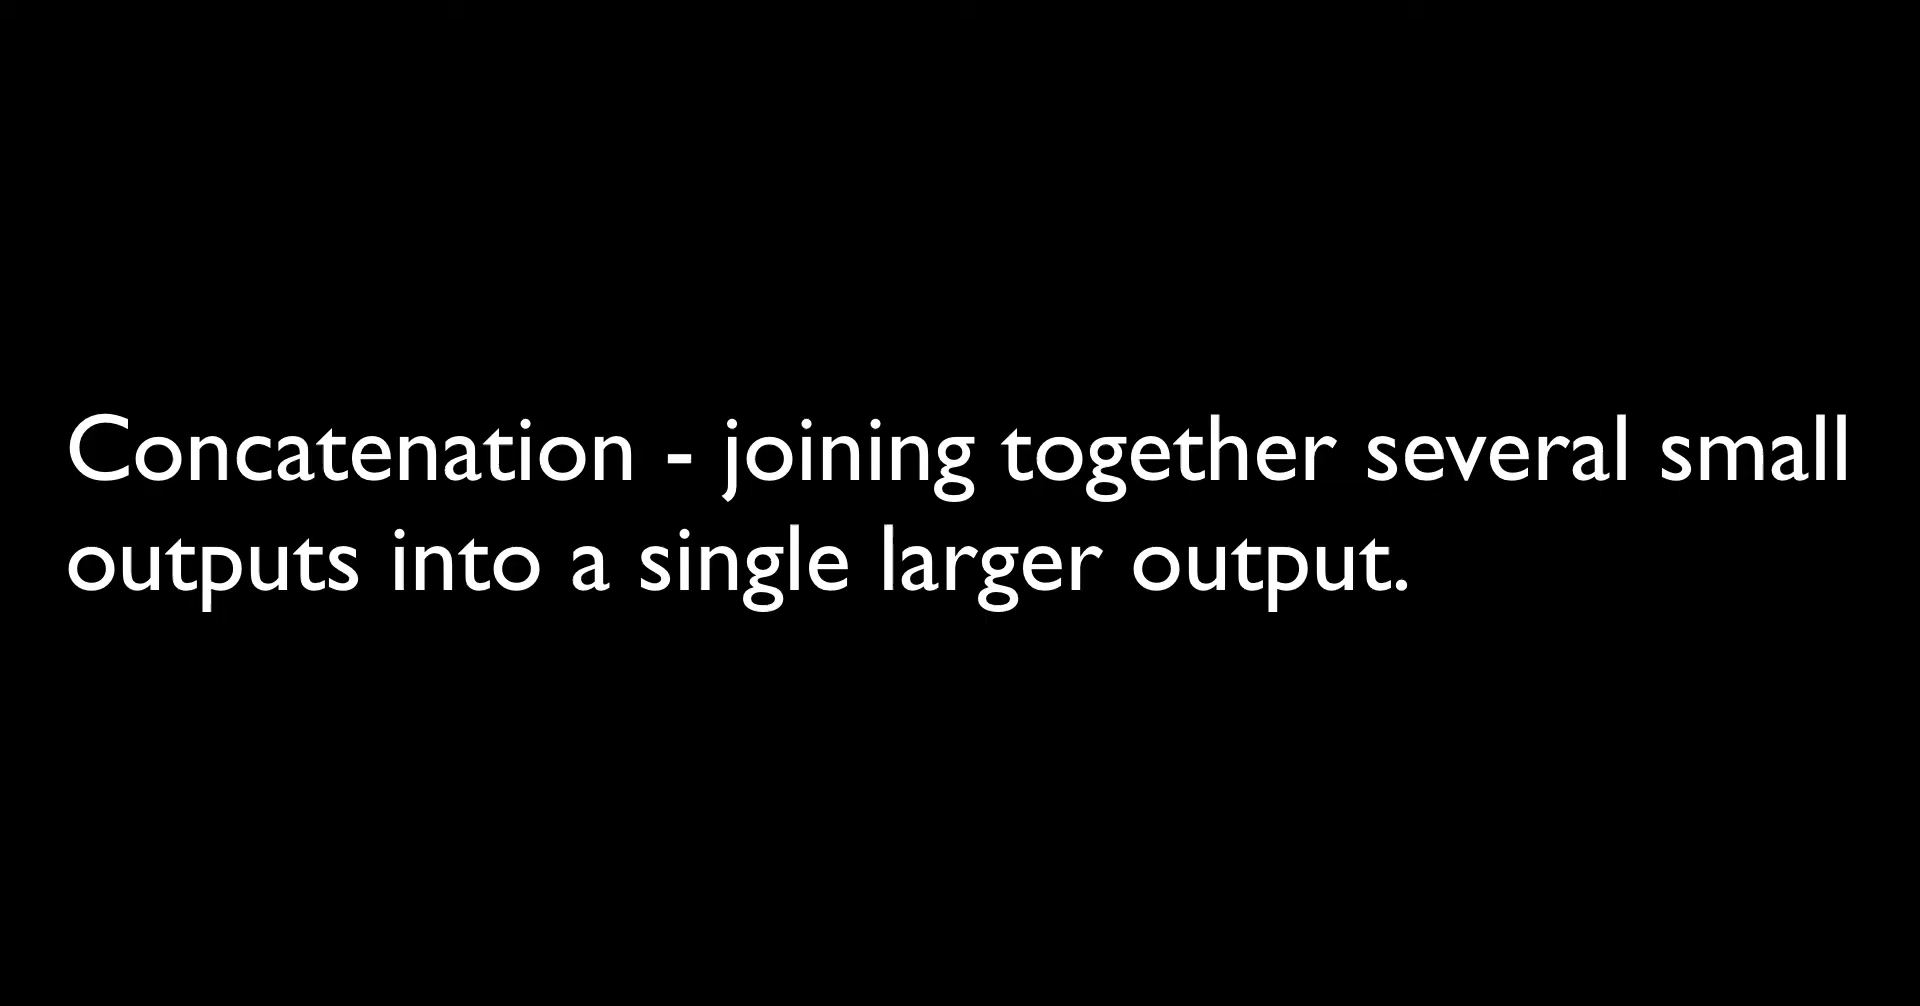 Concatenation - joining together several small
outputs into a single larger output.